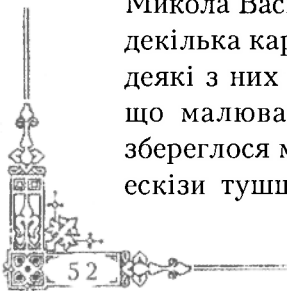 Микола Вас
декілька кар
деякі з них
що малюва
збереглося м
ескізи туш
52